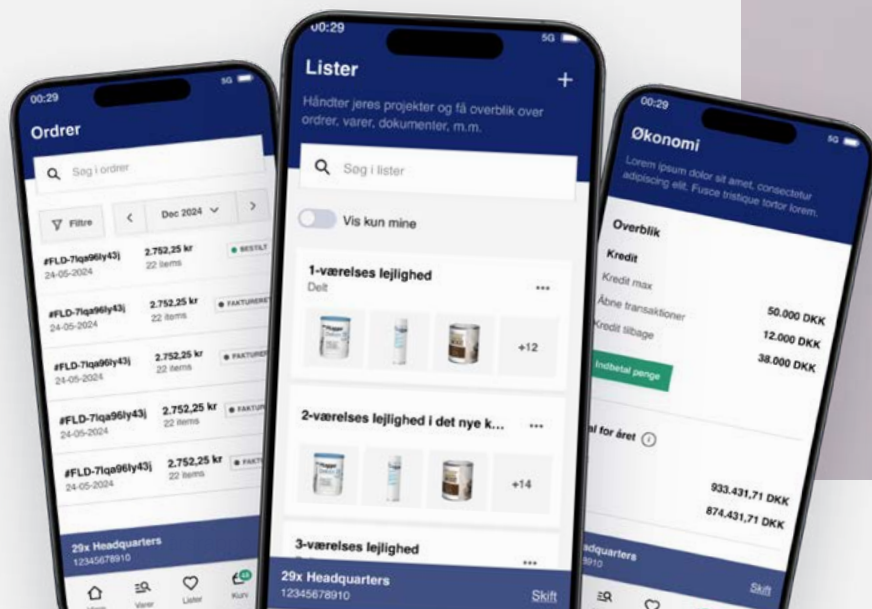 00:29
5G
Ordrer
Søg i ordrer
Filtre
Dec 2024
#FLD-7lqa96ly43j 2.752,25 kr BESTILT
24-05-2024 22 items
#FLD-7lqa96ly43j 2.752,25 kr FAKTURERET
24-05-2024 22 items
#FLD-7lqa96ly43j 2.752,25 kr
24-05-2024 22 items
#FLD-7lqa96ly43j 2.752,25 kr
24-05-2024 22 items
#FLD-7lqa96ly43j 2.752,25 kr
24-05-2024 22 items
29x Headquarters
12345678910
Varer Lister Kurv
00:29
5G
Lister
+
Håndter jeres projekter og få overblik over
ordrer, varer, dokumenter, m.m.
Søg i lister
Vis kun mine
1-værelses lejlighed
Delt
...
+12
2-værelses lejlighed i det nye k...
...
+14
3-værelses lejlighed
...
29x Headquarters
12345678910
Skift
00:29
5G
Økonomi
Lorem ipsum dolor sit amet, consectetur
adipiscing elit. Fusce tristique tortor lorem.
Overblik
Kredit
Kredit max 50.000 DKK
Åbne transaktioner 12.000 DKK
Kredit tilbage 38.000 DKK
Indbetal penge
for året
933.431,71 DKK
874.431,71 DKK
Skift